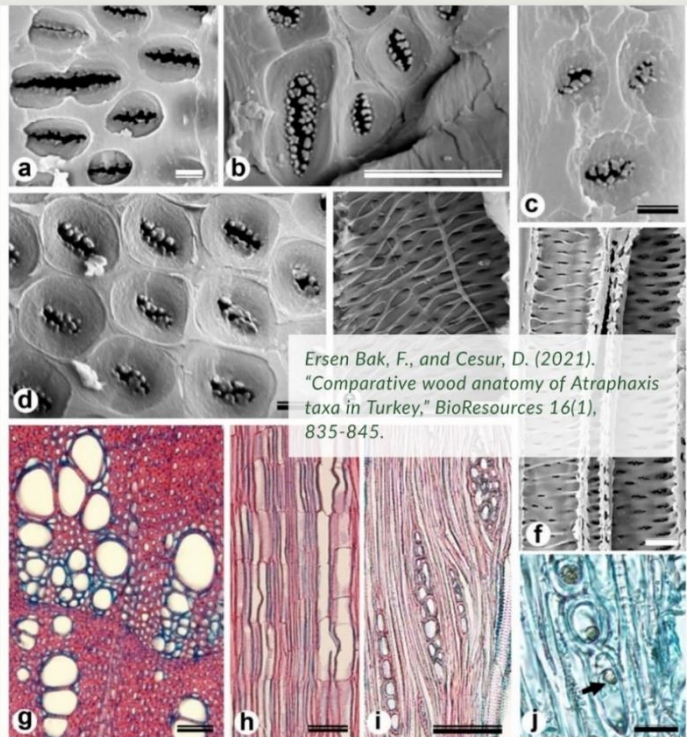 a
b
c
d
Ersen Bak, F., and Cesur, D. (2021).
“Comparative wood anatomy of Atraphaxis
taxa in Turkey,” BioResources 16(1),
835-845.
f
g
h
i
j